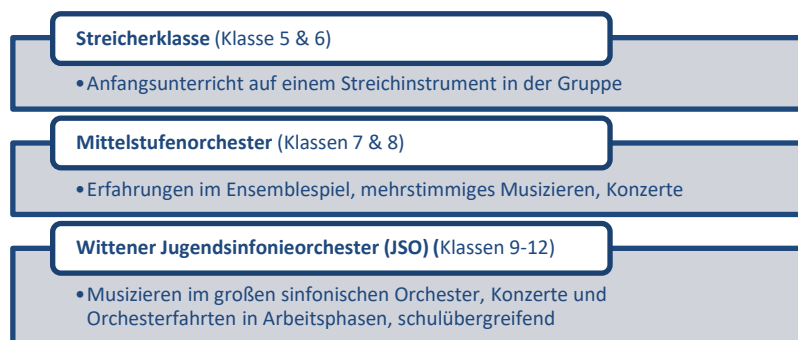 Streicherklasse (Klasse 5 & 6)
•Anfangsunterricht auf einem Streichinstrument in der Gruppe
Mittelstufenorchester (Klassen 7 & 8)
•Erfahrungen im Ensemblespiel, mehrstimmiges Musizieren, Konzerte
Wittener Jugendsinfonieorchester (JSO) (Klassen 9-12)
•Musizieren im großen sinfonischen Orchester, Konzerte und
Orchesterfahrten in Arbeitsphasen, schulübergreifend